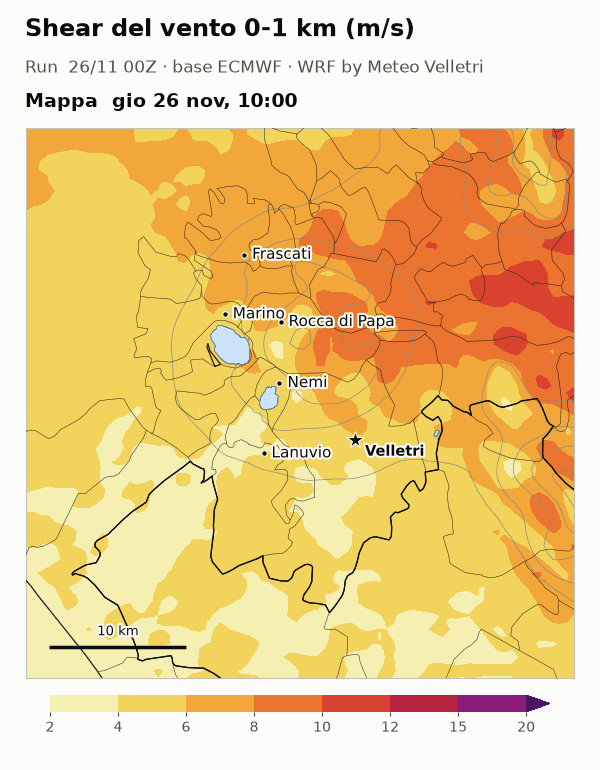 Shear del vento 0-1 km (m/s)
Run  26/11 00Z · base ECMWF · WRF by Meteo Velletri
Mappa  gio 26 nov, 10:00
Frascati
Marino
Rocca di Papa
Nemi
Velletri
Lanuvio
10 km
2 4 6 8 10 12 15 20